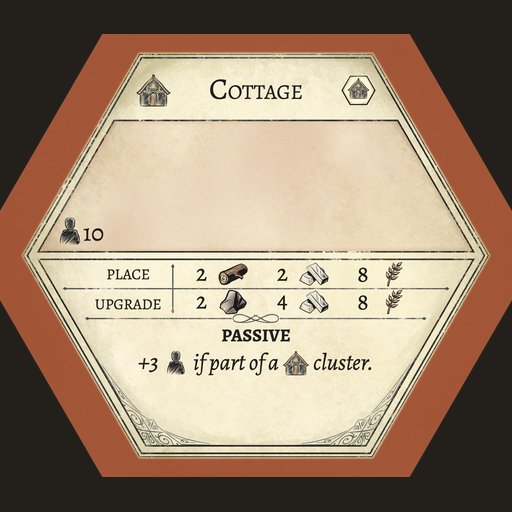 Cottage
10
PLACE 2 2 8
UPGRADE 2 4 8
PASSIVE
+3 if part of a cluster.